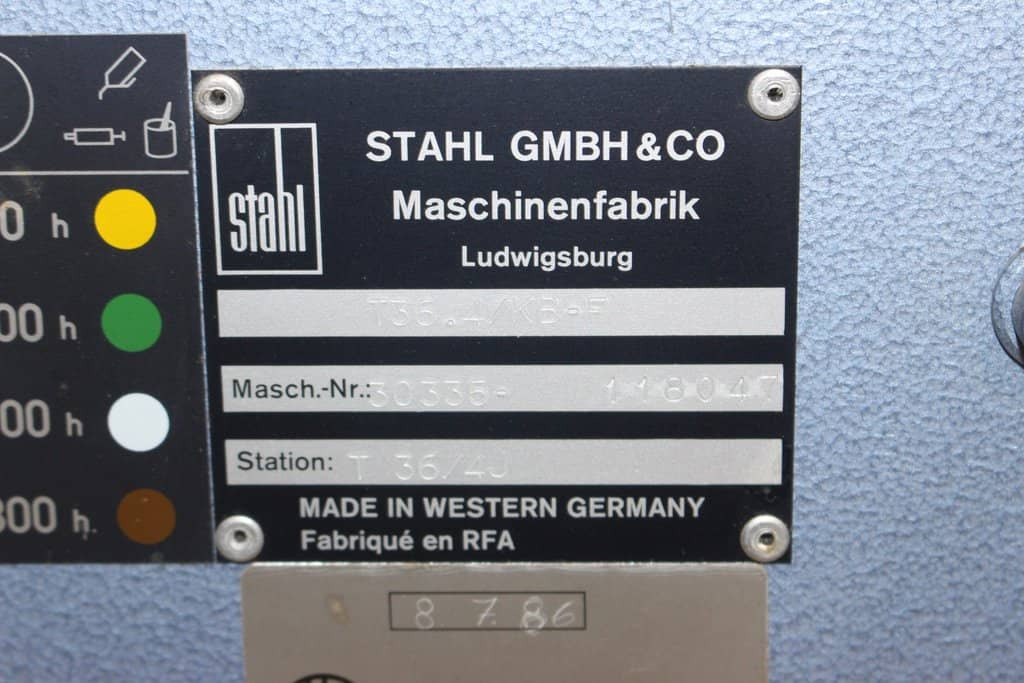 stahl
STAHL GMBH & CO
Maschinenfabrik
Ludwigsburg
T36.4/KB-F
Masch.-Nr.: 30335- 118047
Station: T 36/40
MADE IN WESTERN GERMANY
Fabriqué en RFA
8. 7. 86
0 h
00 h
00 h
300 h